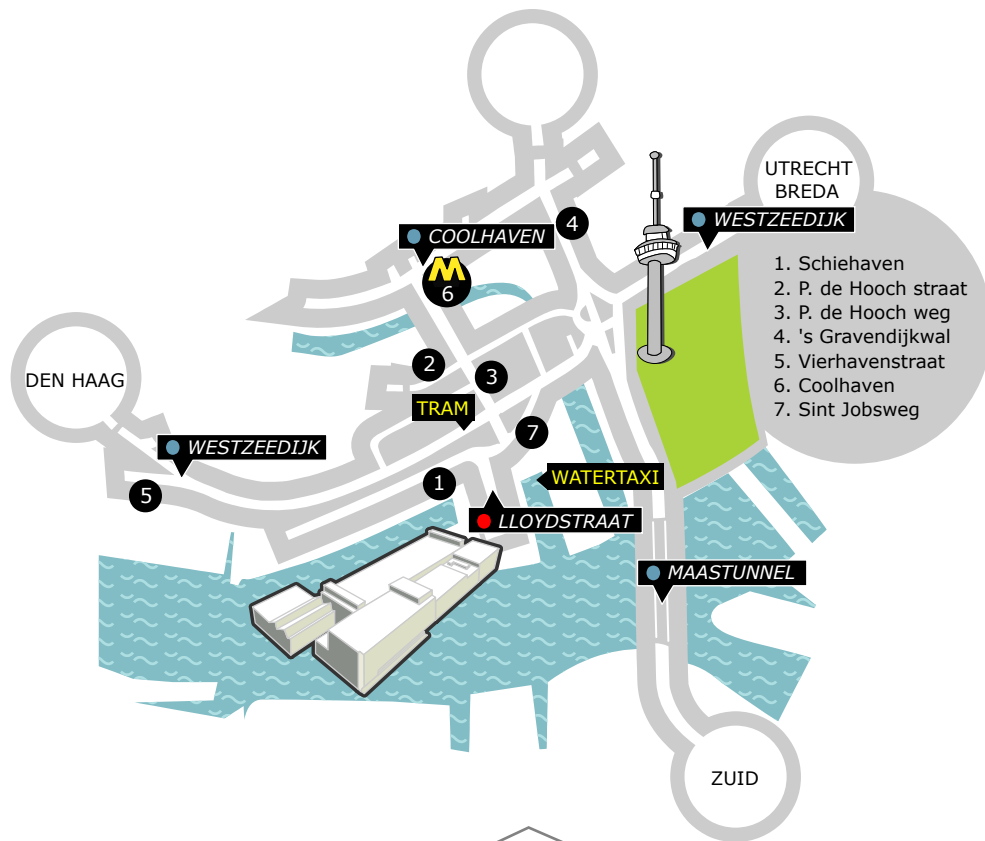 UTRECHT
BREDA
WESTZEEDIJK
4
COOLHAVEN
M
6
1. Schiehaven
2. P. de Hooch straat
3. P. de Hooch weg
4. 's Gravendijkwal
5. Vierhavenstraat
6. Coolhaven
7. Sint Jobsweg
DEN HAAG
2
3
TRAM
7
WESTZEEDIJK
5
1
WATERTAXI
LLOYDSTRAAT
MAASTUNNEL
ZUID